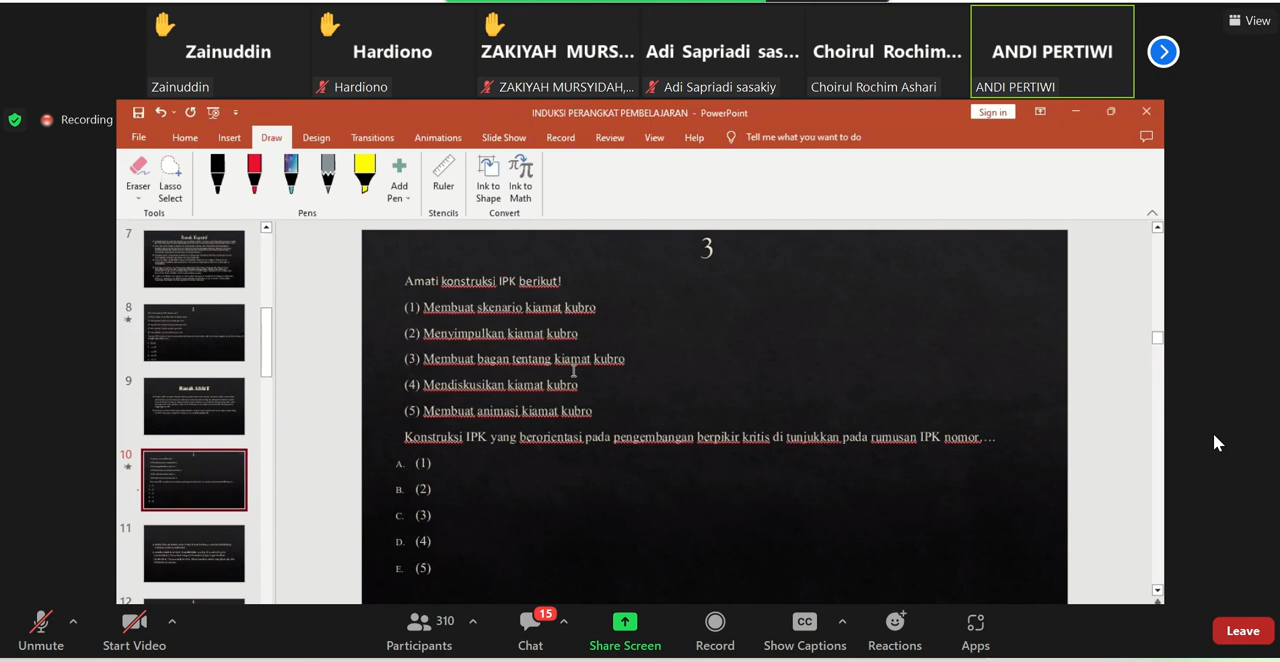 Zainuddin
Hardiono
ZAKIYAH MURS...
Adi Sapriadi sas...
Choirul Rochim...
ANDI PERTIWI
View
Zainuddin
Hardiono
ZAKIYAH MURSYIDAH,...
Adi Sapriadi sasakiy
Choirul Rochim Ashari
ANDI PERTIWI
Recording
INDUKSI PERANGKAT PEMBELAJARAN - PowerPoint
Sign in
File Home Insert Draw Design Transitions Animations Slide Show Record Review View Help Tell me what you want to do
Eraser
Lasso Select
Add Pen
Ruler
Ink to Shape
Ink to Math
Tools
Pens
Stencils
Convert
7
8
9
10
11
12
3
Amati konstruksi IPK berikut!
(1) Membuat skenario kiamat kubro
(2) Menyimpulkan kiamat kubro
(3) Membuat bagan tentang kiamat kubro
(4) Mendiskusikan kiamat kubro
(5) Membuat animasi kiamat kubro
Konstruksi IPK yang berorientasi pada pengembangan berpikir kritis di tunjukkan pada rumusan IPK nomor....
A. (1)
B. (2)
C. (3)
D. (4)
E. (5)
Unmute
Start Video
310
Participants
15
Chat
Share Screen
Record
CC
Show Captions
Reactions
Apps
Leave